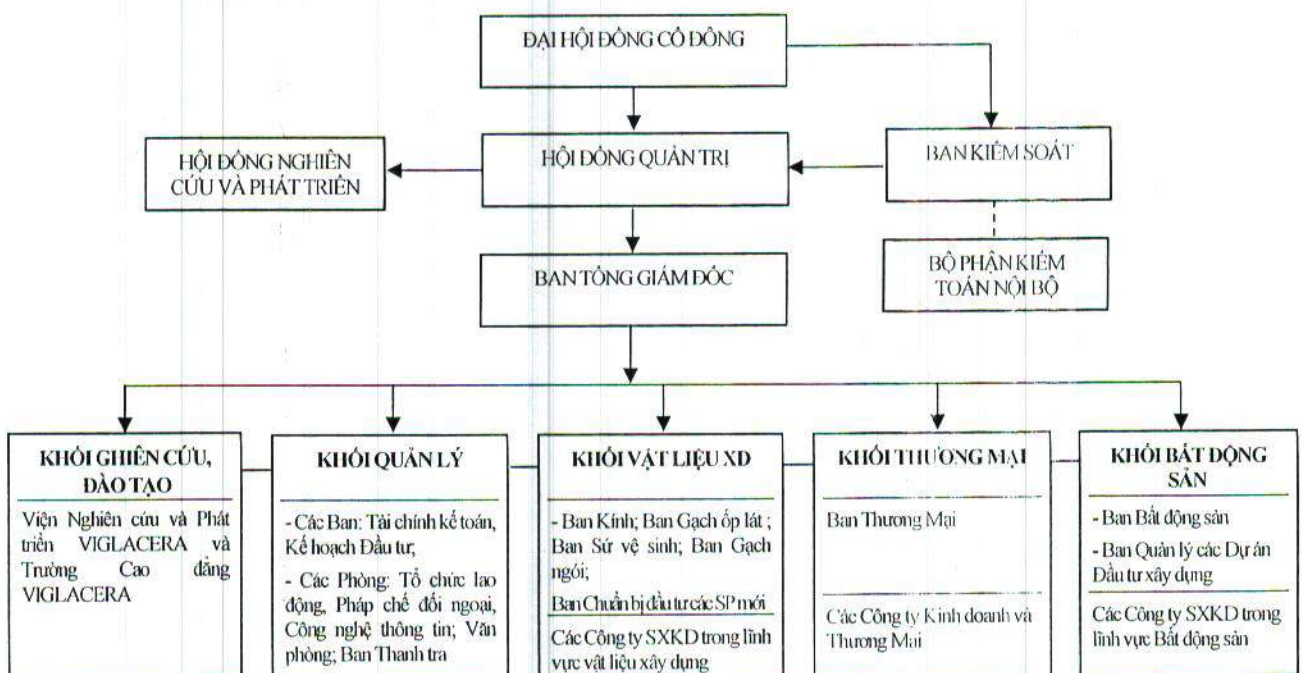 ĐẠI HỘI ĐỒNG CỔ ĐÔNG
HỘI ĐỒNG NGHIÊN
CỨU VÀ PHÁT TRIỂN
HỘI ĐỒNG QUẢN TRỊ
BAN KIỂM SOÁT
BAN TỔNG GIÁM ĐỐC
BỘ PHẬN KIỂM
TOÁN NỘI BỘ
KHỐI GHIÊN CỨU,
ĐÀO TẠO
Viện Nghiên cứu và Phát
triển VIGLACERA và
Trường Cao đẳng
VIGLACERA
KHỐI QUẢN LÝ
- Các Ban: Tài chính kế toán,
Kế hoạch Đầu tư;
- Các Phòng: Tổ chức lao
động, Pháp chế đối ngoại,
Công nghệ thông tin; Văn
phòng; Ban Thanh tra
KHỐI VẬT LIỆU XD
- Ban Kính; Ban Gạch ốp lát ;
Ban Sứ vệ sinh; Ban Gạch
ngói;
Ban Chuẩn bị đầu tư các SP mới
Các Công ty SXKD trong lĩnh
vực vật liệu xây dựng
KHỐI THƯƠNG MẠI
Ban Thương Mại
Các Công ty Kinh doanh và
Thương Mại
KHỐI BẤT ĐỘNG
SẢN
- Ban Bất động sản
- Ban Quản lý các Dự án
Đầu tư xây dựng
Các Công ty SXKD trong
lĩnh vực Bất động sản